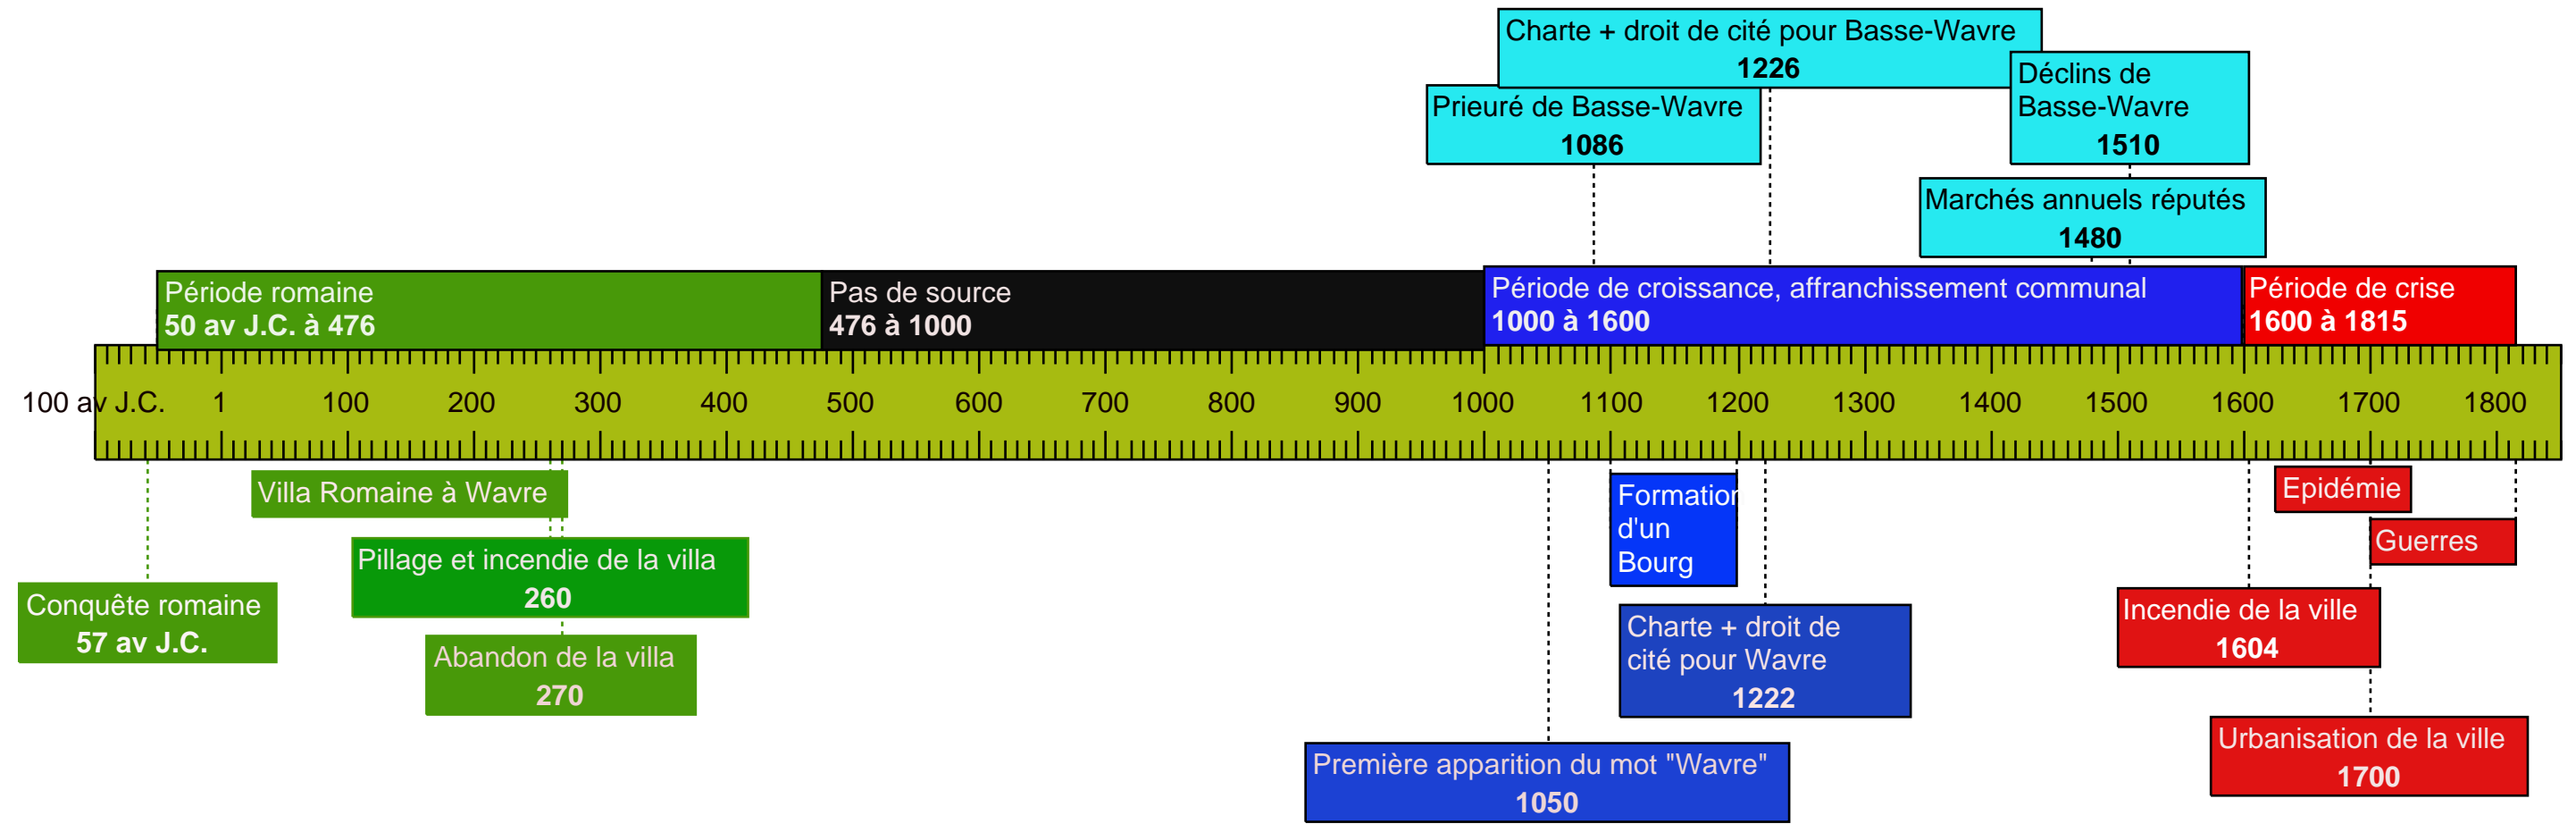 Charte + droit de cité pour Basse-Wavre
1226
Déclins de
Basse-Wavre
1510
Prieuré de Basse-Wavre
1086
Marchés annuels réputés
1480
Période romaine
50 av J.C. à 476
Pas de source
476 à 1000
Période de croissance, affranchissement communal
1000 à 1600
Période de crise
1600 à 1815
100 av J.C. 1 100 200 300 400 500 600 700 800 900 1000 1100 1200 1300 1400 1500 1600 1700 1800
Villa Romaine à Wavre
Pillage et incendie de la villa
260
Conquête romaine
57 av J.C.
Abandon de la villa
270
Formation
d'un
Bourg
Charte + droit de
cité pour Wavre
1222
Première apparition du mot "Wavre"
1050
Epidémie
Guerres
Incendie de la ville
1604
Urbanisation de la ville
1700